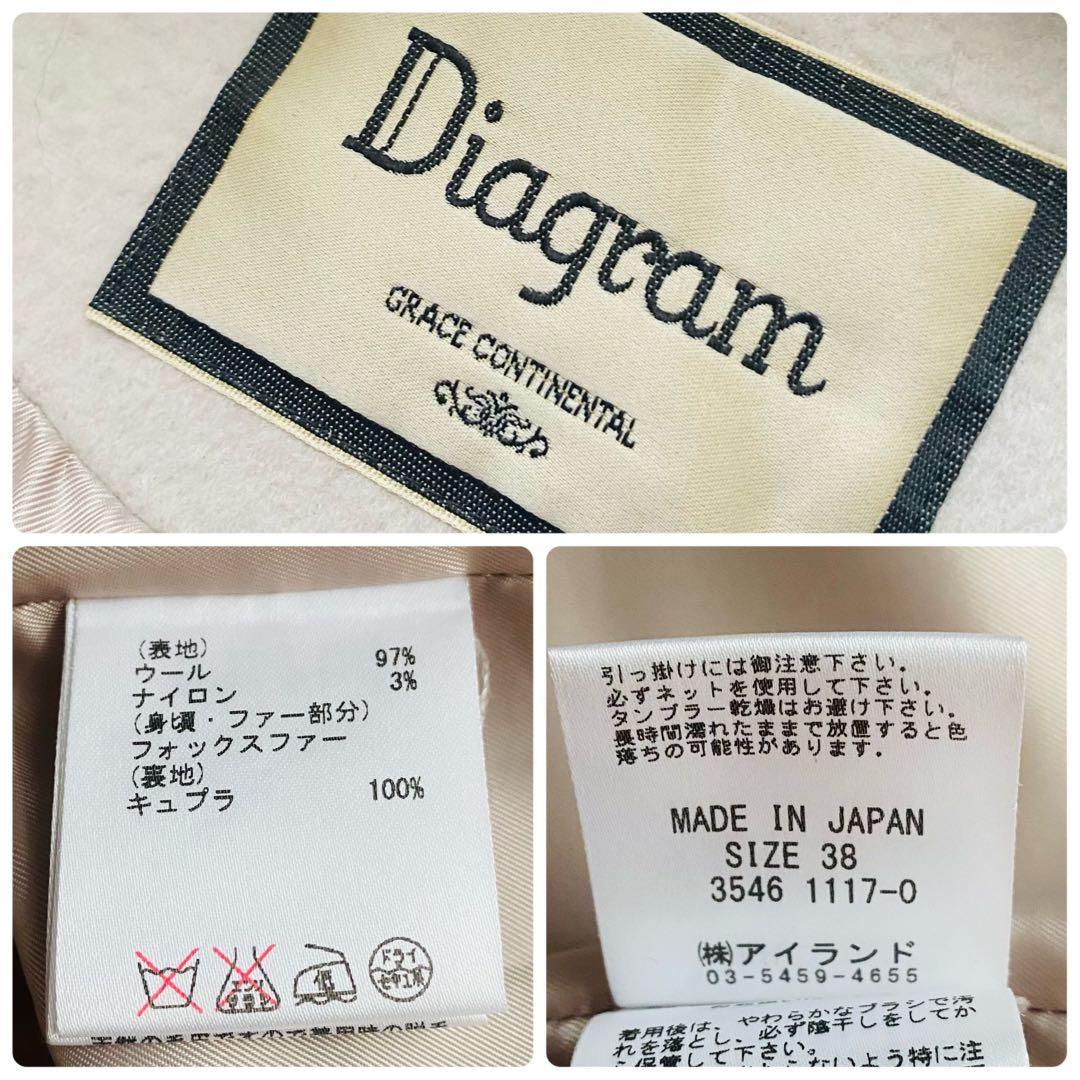 Diagram
GRACE CONTINENTAL
(表地)
ウール 97%
ナイロン 3%
(身頃・ファー部分)
フォックスファー
(裏地)
キュプラ 100%
低
ドライ
セキユ系
引っ掛けには御注意下さい。
必ずネットを使用して下さい。
タンブラー乾燥はお避け下さい。
長時間濡れたままで放置すると色
落ちの可能性があります。
MADE IN JAPAN
SIZE 38
3546 1117-0
㈱アイランド
03-5459-4655
着用後は、やわらかなブラシで汚
れを落とし、必ず陰干しをしてか
ら保管して下さい。